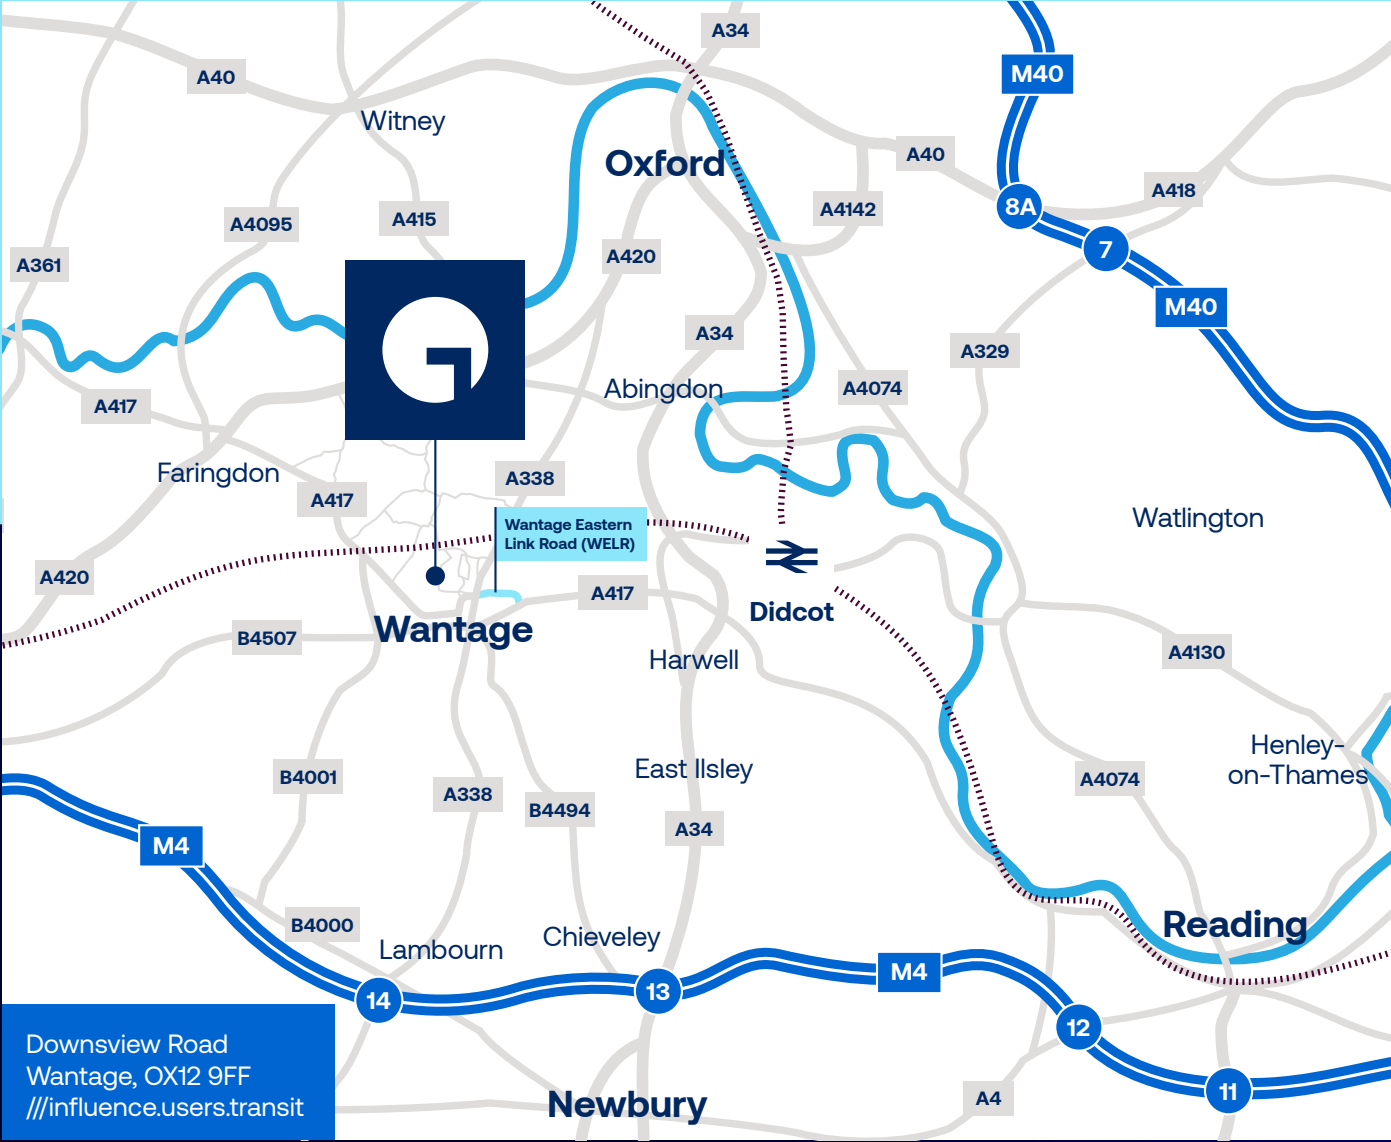 A34
A40
M40
Witney
A40
Oxford
A418
8A
A4142
A4095
A415
7
A420
A361
M40
A34
A329
Abingdon
A4074
A417
Faringdon
A338
A417
Wantage Eastern
Link Road (WELR)
Watlington
A420
A417
Didcot
Wantage
B4507
A4130
Harwell
Henley-
on-Thames
East Ilsley
B4001
A4074
A338
B4494
A34
M4
B4000
Reading
Chieveley
Lambourn
M4
13
14
12
Downsview Road
Wantage, OX12 9FF
///influence.users.transit
11
A4
Newbury